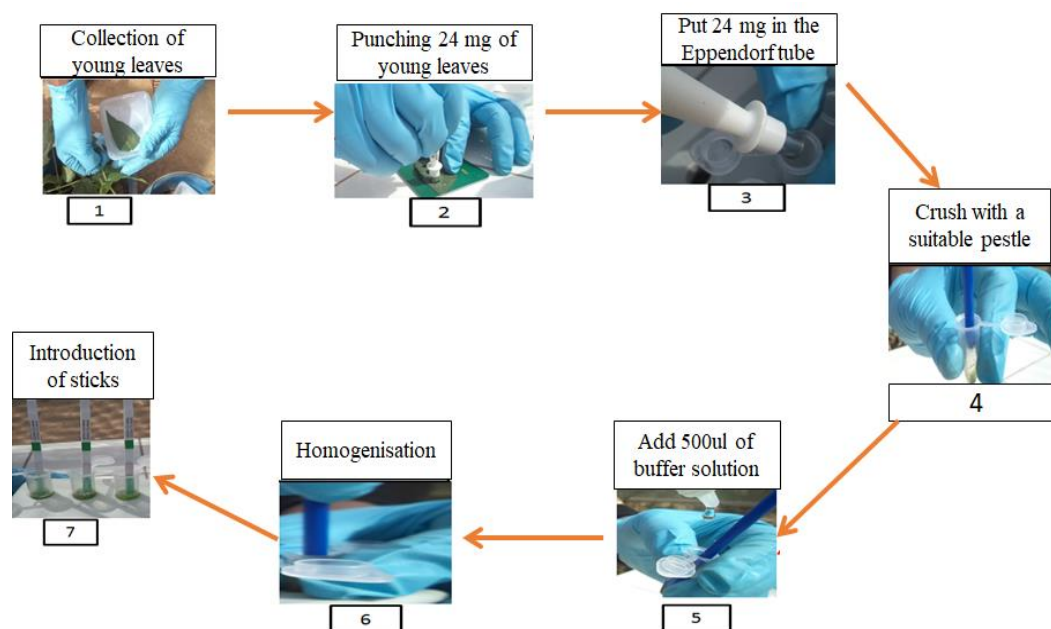 Collection of
young leaves
1
Punching 24 mg of
young leaves
2
Put 24 mg in the
Eppendorf tube
3
Crush with a
suitable pestle
4
Add 500ul of
buffer solution
5
Homogenisation
6
Introduction
of sticks
7